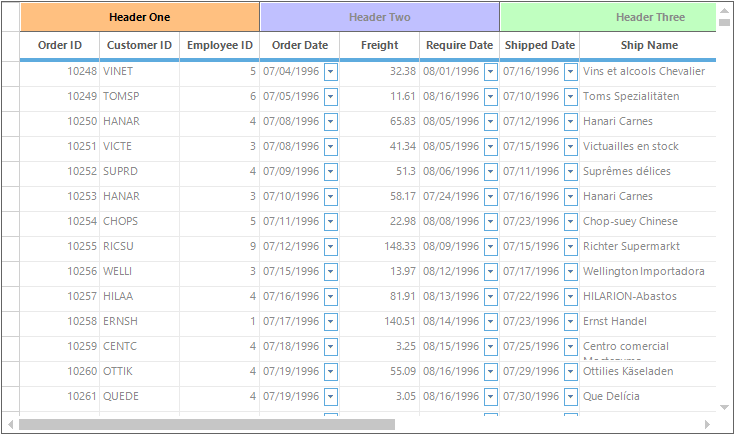 Header One Header Two Header Three
Order ID Customer ID Employee ID Order Date Freight Require Date Shipped Date Ship Name
10248 VINET 5 07/04/1996 32.38 08/01/1996 07/16/1996 Vins et alcools Chevalier
10249 TOMSP 6 07/05/1996 11.61 08/16/1996 07/10/1996 Toms Spezialitäten
10250 HANAR 4 07/08/1996 65.83 08/05/1996 07/12/1996 Hanari Carnes
10251 VICTE 3 07/08/1996 41.34 08/05/1996 07/15/1996 Victuailles en stock
10252 SUPRD 4 07/09/1996 51.3 08/06/1996 07/11/1996 Suprêmes délices
10253 HANAR 3 07/10/1996 58.17 07/24/1996 07/16/1996 Hanari Carnes
10254 CHOPS 5 07/11/1996 22.98 08/08/1996 07/23/1996 Chop-suey Chinese
10255 RICSU 9 07/12/1996 148.33 08/09/1996 07/15/1996 Richter Supermarkt
10256 WELLI 3 07/15/1996 13.97 08/12/1996 07/17/1996 Wellington Importadora
10257 HILAA 4 07/16/1996 81.91 08/13/1996 07/22/1996 HILARION-Abastos
10258 ERNSH 1 07/17/1996 140.51 08/14/1996 07/23/1996 Ernst Handel
10259 CENTC 4 07/18/1996 3.25 08/15/1996 07/25/1996 Centro comercial
10260 OTTIK 4 07/19/1996 55.09 08/16/1996 07/29/1996 Ottilies Käseladen
10261 QUEDE 4 07/19/1996 3.05 08/16/1996 07/30/1996 Que Delícia